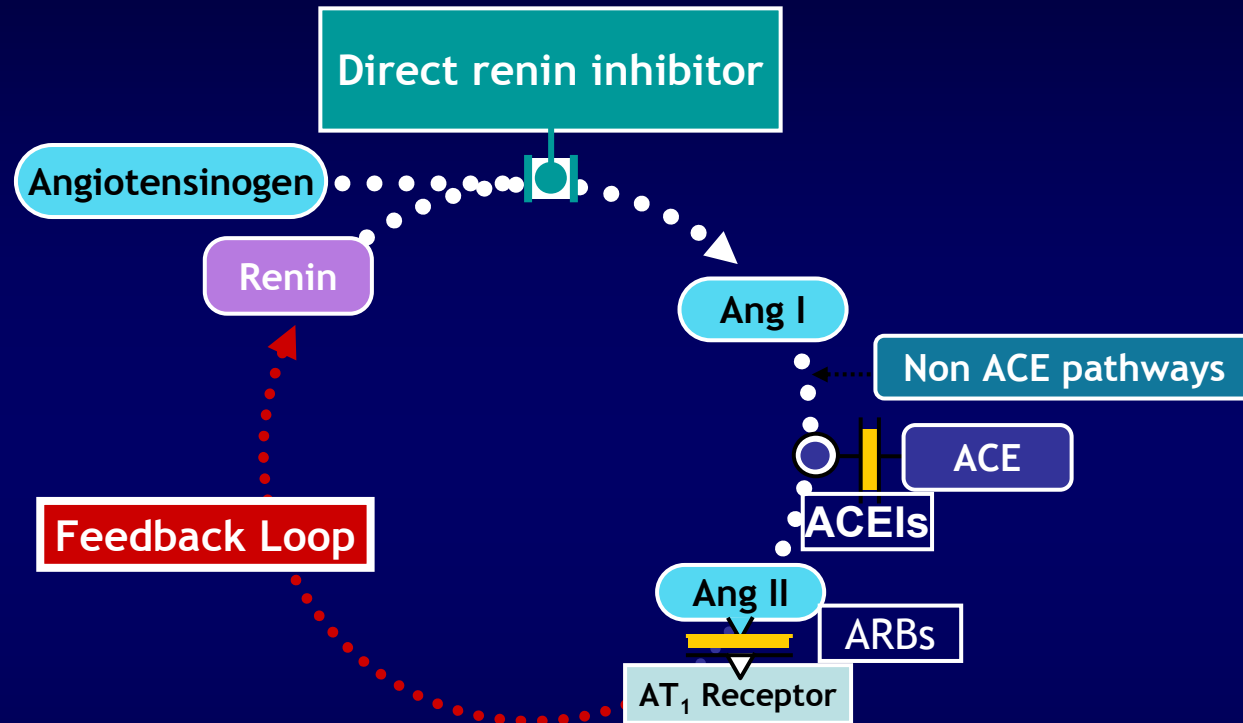 Direct renin inhibitor
Angiotensinogen
Renin
Ang I
Non ACE pathways
ACE
ACEIs
Feedback Loop
Ang II
ARBs
AT₁ Receptor